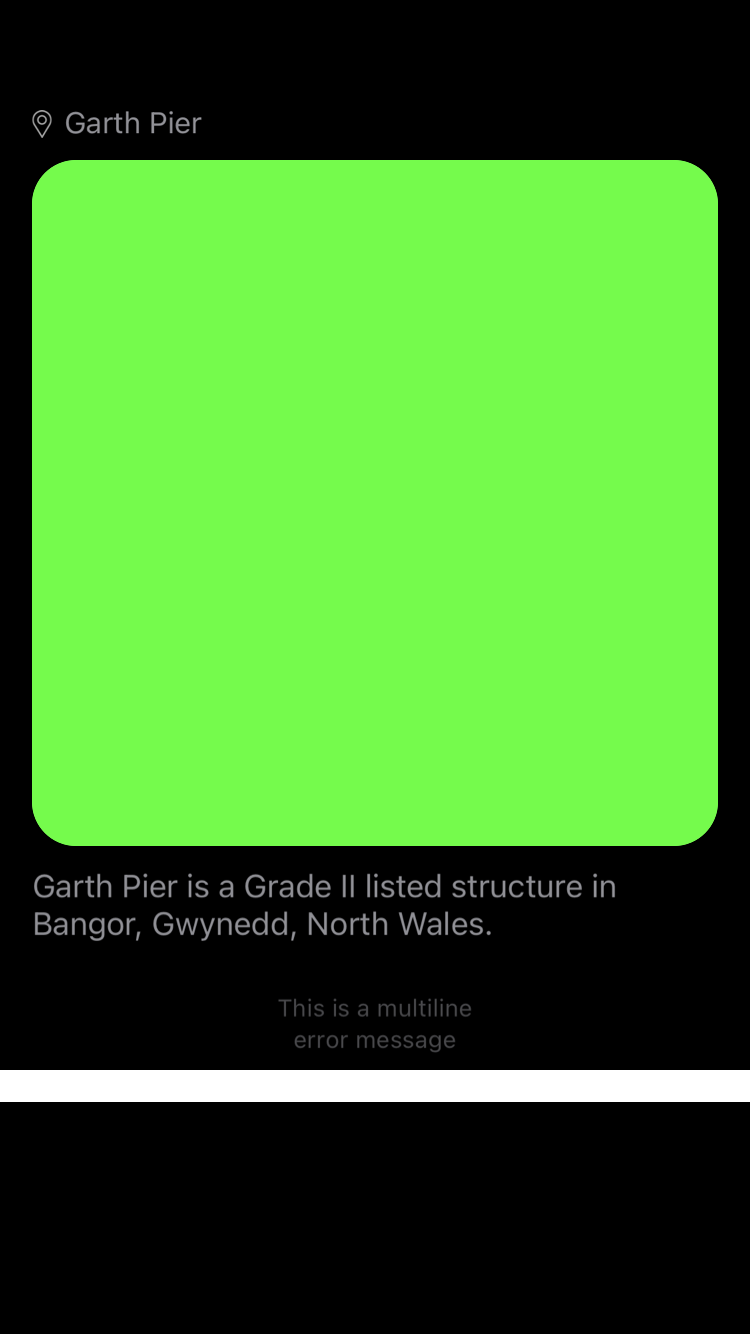 Garth Pier
Garth Pier is a Grade II listed structure in
Bangor, Gwynedd, North Wales.
This is a multiline
error message